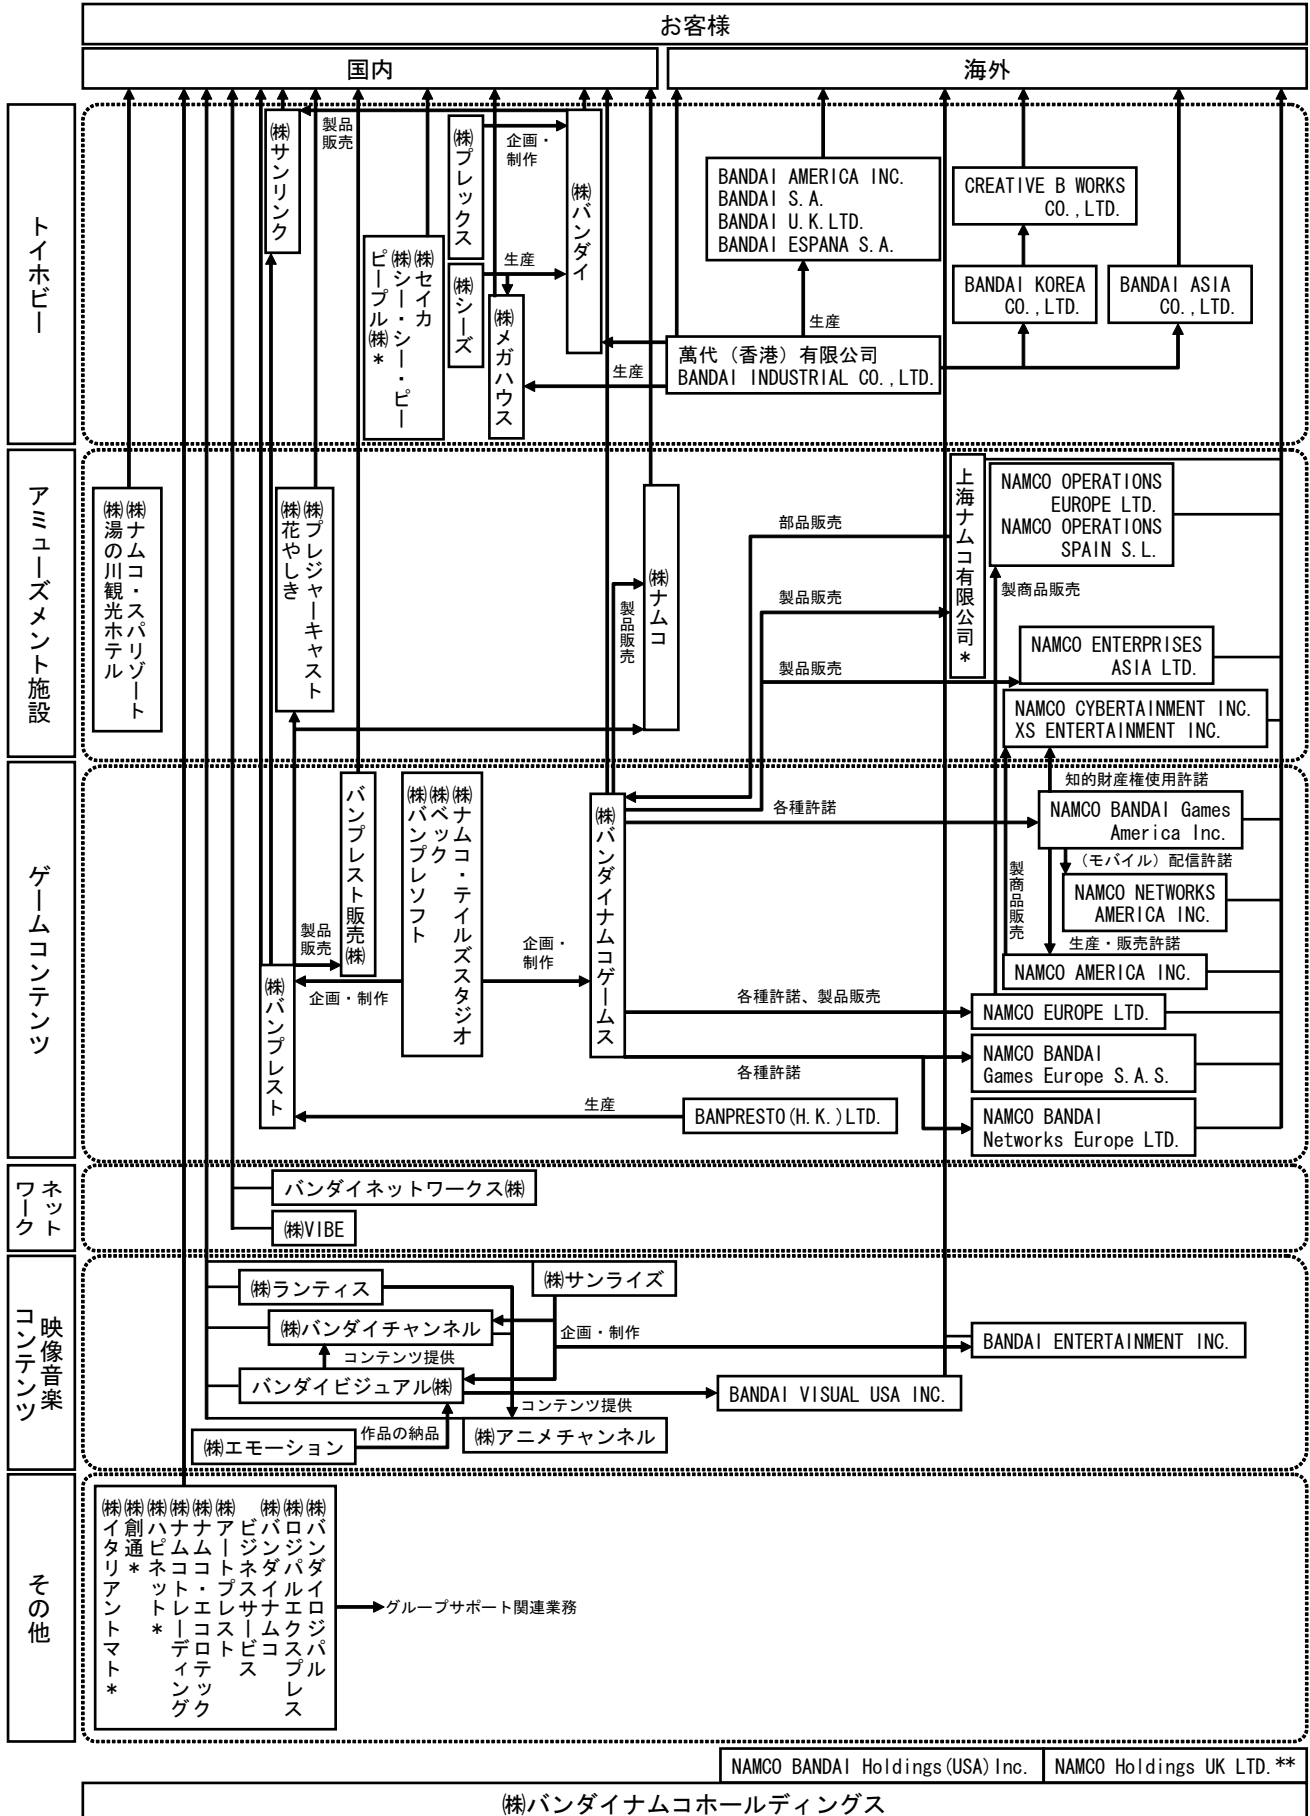 お客様
国内
海外
トイホビー
㈱サンリンク
製品
販売
㈱プレックス
企画・
制作
㈱バンダイ
㈱セイカ
㈱シー・シー・ピー
ピープル㈱*
㈱シーズ
生産
㈱メガハウス
BANDAI AMERICA INC.
BANDAI S.A.
BANDAI U.K.LTD.
BANDAI ESPANA S.A.
CREATIVE B WORKS
CO.,LTD.
BANDAI KOREA
CO.,LTD.
BANDAI ASIA
CO.,LTD.
生産
萬代（香港）有限公司
BANDAI INDUSTRIAL CO.,LTD.
生産
アミューズメント施設
㈱ナムコ・スパリゾート
㈱湯の川観光ホテル
㈱プレジャーキャスト
㈱花やしき
製品販売
㈱ナムコ
部品販売
製品販売
製品販売
上海ナムコ有限公司*
NAMCO OPERATIONS
EUROPE LTD.
NAMCO OPERATIONS
SPAIN S.L.
製商品販売
NAMCO ENTERPRISES
ASIA LTD.
NAMCO CYBERTAINMENT INC.
XS ENTERTAINMENT INC.
ゲームコンテンツ
バンプレスト販売㈱
㈱ナムコ・テイルズスタジオ
㈱ベック
㈱バンプレソフト
㈱バンダイナムコゲームス
知的財産権使用許諾
各種許諾
NAMCO BANDAI Games
America Inc.
（モバイル）配信許諾
製商品販売
NAMCO NETWORKS
AMERICA INC.
生産・販売許諾
NAMCO AMERICA INC.
製品
販売
企画・
制作
㈱バンプレスト
企画・制作
各種許諾、製品販売
NAMCO EUROPE LTD.
各種許諾
NAMCO BANDAI
Games Europe S.A.S.
生産
BANPRESTO(H.K.)LTD.
NAMCO BANDAI
Networks Europe LTD.
ネット
ワーク
バンダイネットワークス㈱
㈱VIBE
映像音楽
コンテンツ
㈱サンライズ
㈱ランティス
㈱バンダイチャンネル
企画・制作
BANDAI ENTERTAINMENT INC.
コンテンツ提供
バンダイビジュアル㈱
BANDAI VISUAL USA INC.
コンテンツ提供
作品の納品
㈱アニメチャンネル
㈱エモーション
その他
㈱バンダイロジパル
㈱ロジパルエクスプレス
㈱バンダイナムコ
ビジネスサービス
㈱アートプレスト
㈱ナムコ・エコロテック
㈱ナムコトレーディング
㈱ハピネット*
㈱創通*
㈱イタリアントマト*
グループサポート関連業務
NAMCO BANDAI Holdings(USA)Inc.
NAMCO Holdings UK LTD.**
㈱バンダイナムコホールディングス